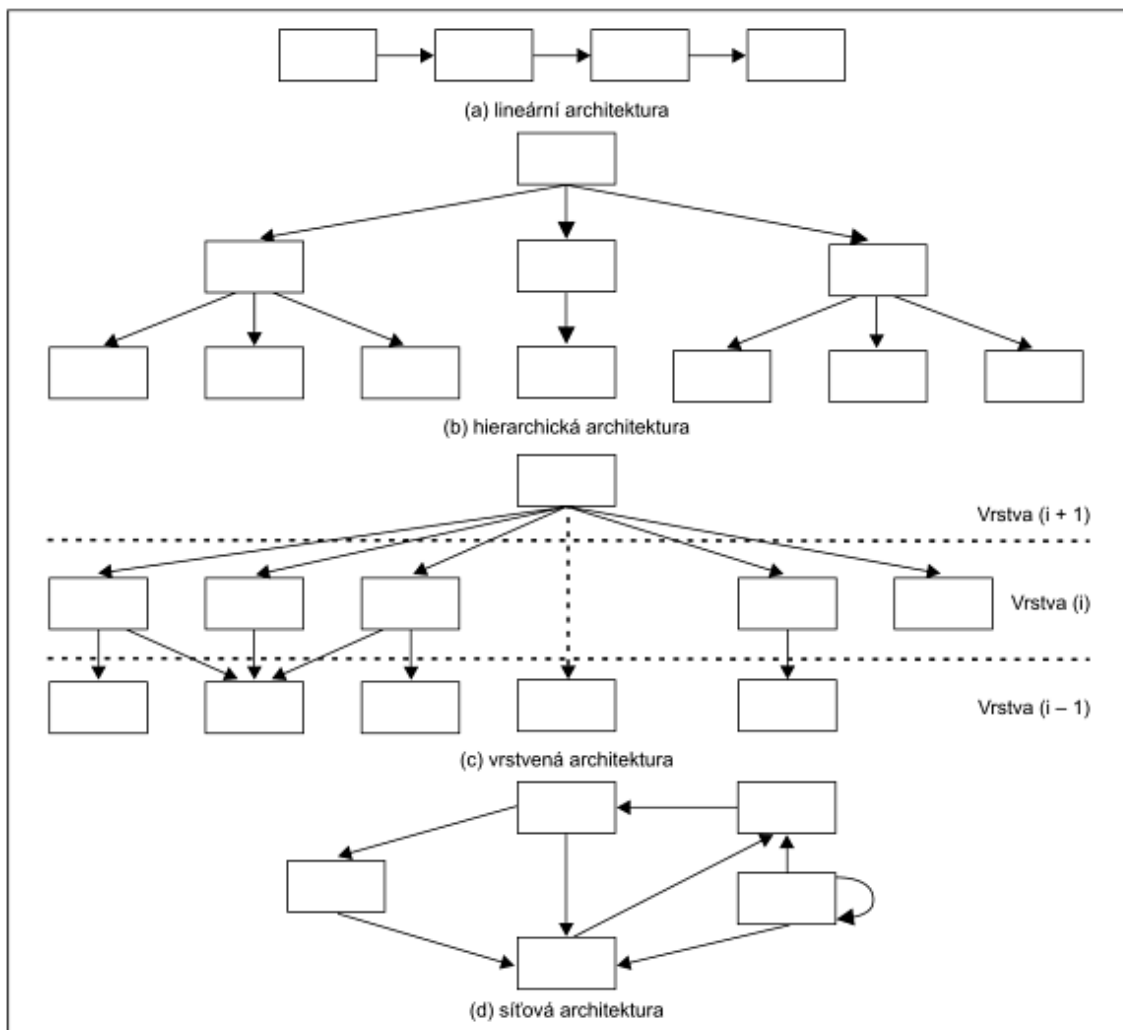 (a) lineární architektura
(b) hierarchická architektura
Vrstva (i + 1)
Vrstva (i)
Vrstva (i – 1)
(c) vrstvená architektura
(d) síťová architektura